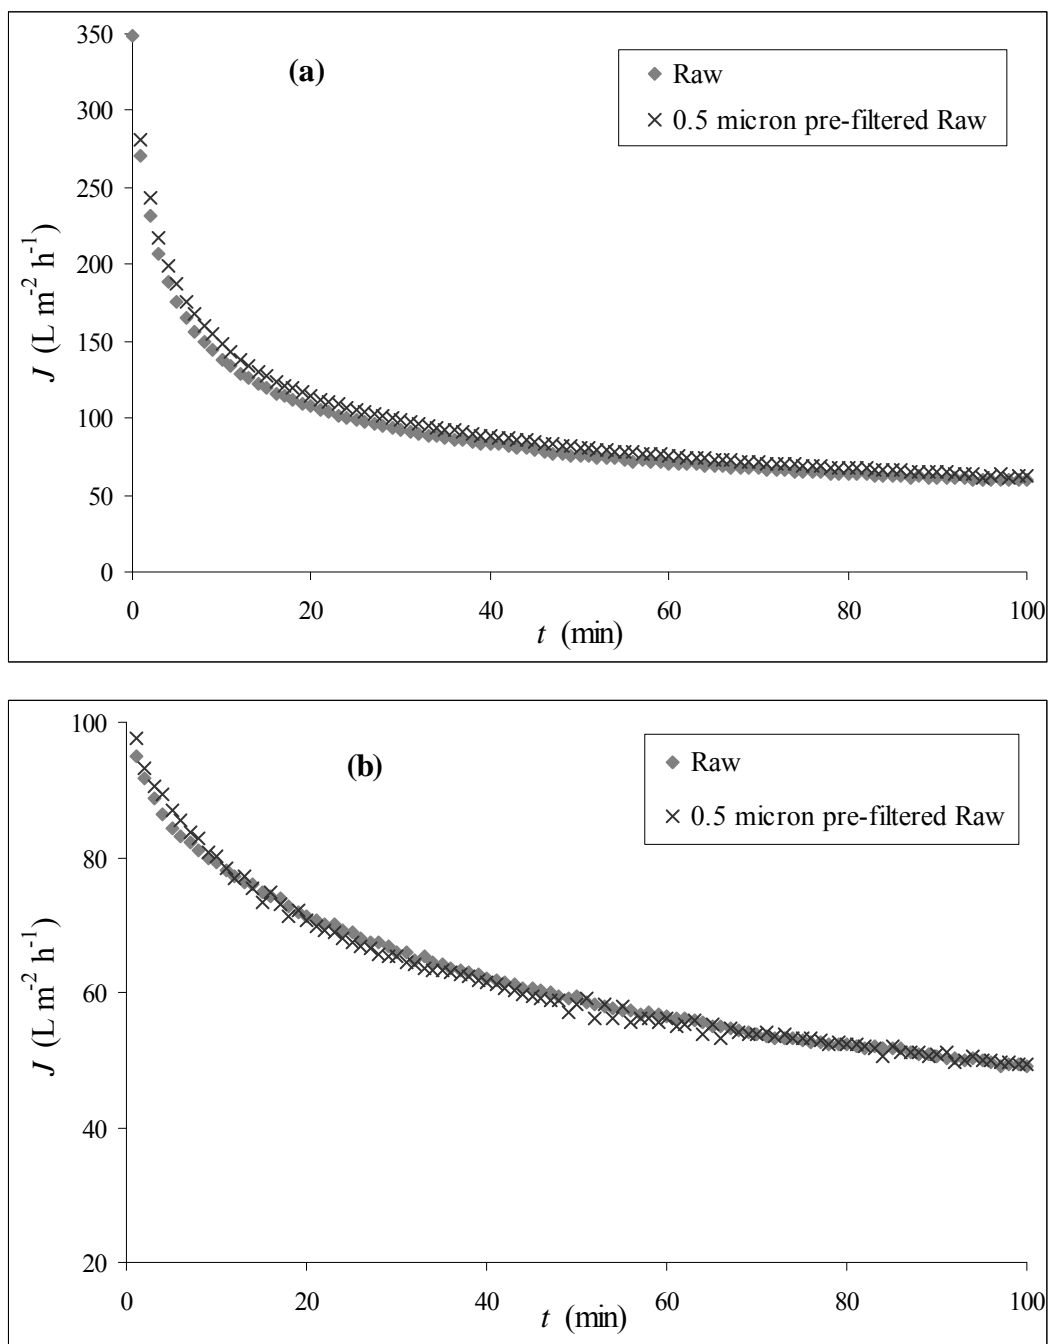 (a)
Raw
0.5 micron pre-filtered Raw
350
300
250
200
150
100
50
0
J (L m⁻² h⁻¹)
0 20 40 60 80 100
t (min)
(b)
Raw
0.5 micron pre-filtered Raw
100
80
60
40
20
J (L m⁻² h⁻¹)
0 20 40 60 80 100
t (min)